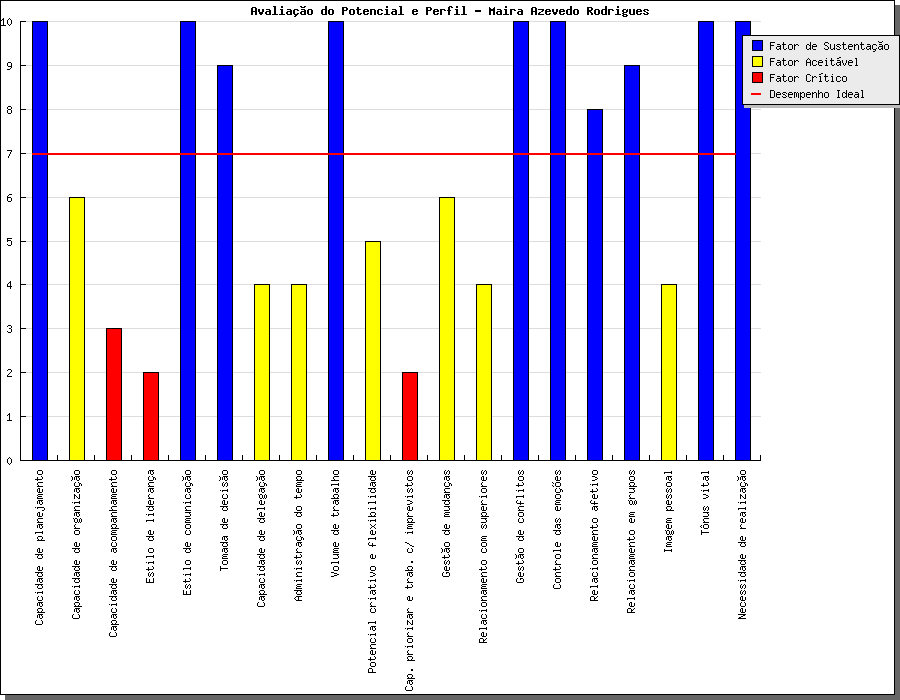 Avaliação do Potencial e Perfil - Maira Azevedo Rodrigues
10
9
8
7
6
5
4
3
2
1
0
Fator de Sustentação
Fator Aceitável
Fator Crítico
Desempenho Ideal
Capacidade de planejamento
Capacidade de organização
Capacidade de acompanhamento
Estilo de liderança
Estilo de comunicação
Tomada de decisão
Capacidade de delegação
Administração do tempo
Volume de trabalho
Potencial criativo e flexibilidade
Cap. priorizar e trab. c/ imprevistos
Gestão de mudanças
Relacionamento com superiores
Gestão de conflitos
Controle das emoções
Relacionamento afetivo
Relacionamento em grupos
Imagem pessoal
Tônus vital
Necessidade de realização